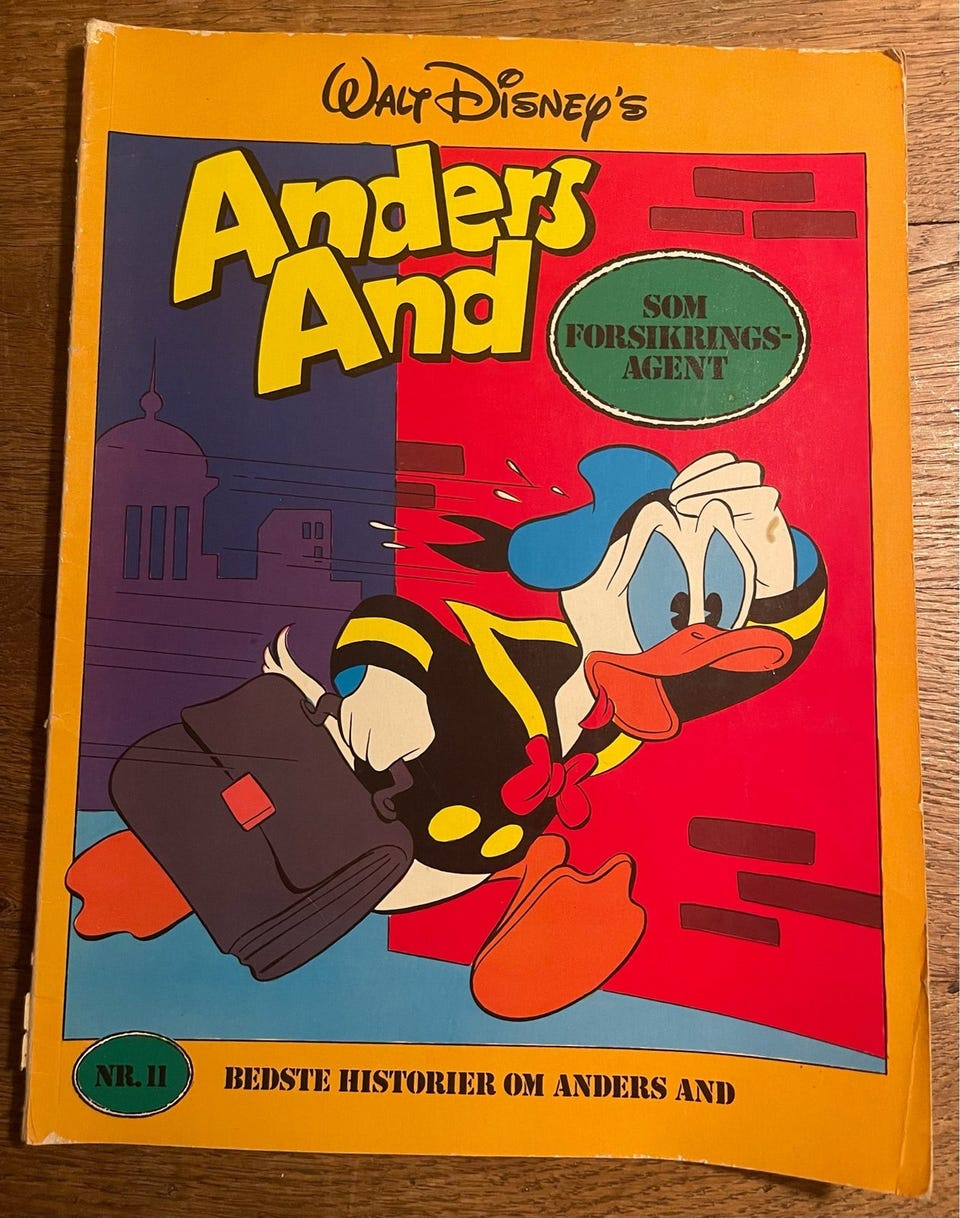 WALT DISNEY'S
Anders
And
SOM
FORSIKRINGS-
AGENT
NR. 11
BEDSTE HISTORIER OM ANDERS AND